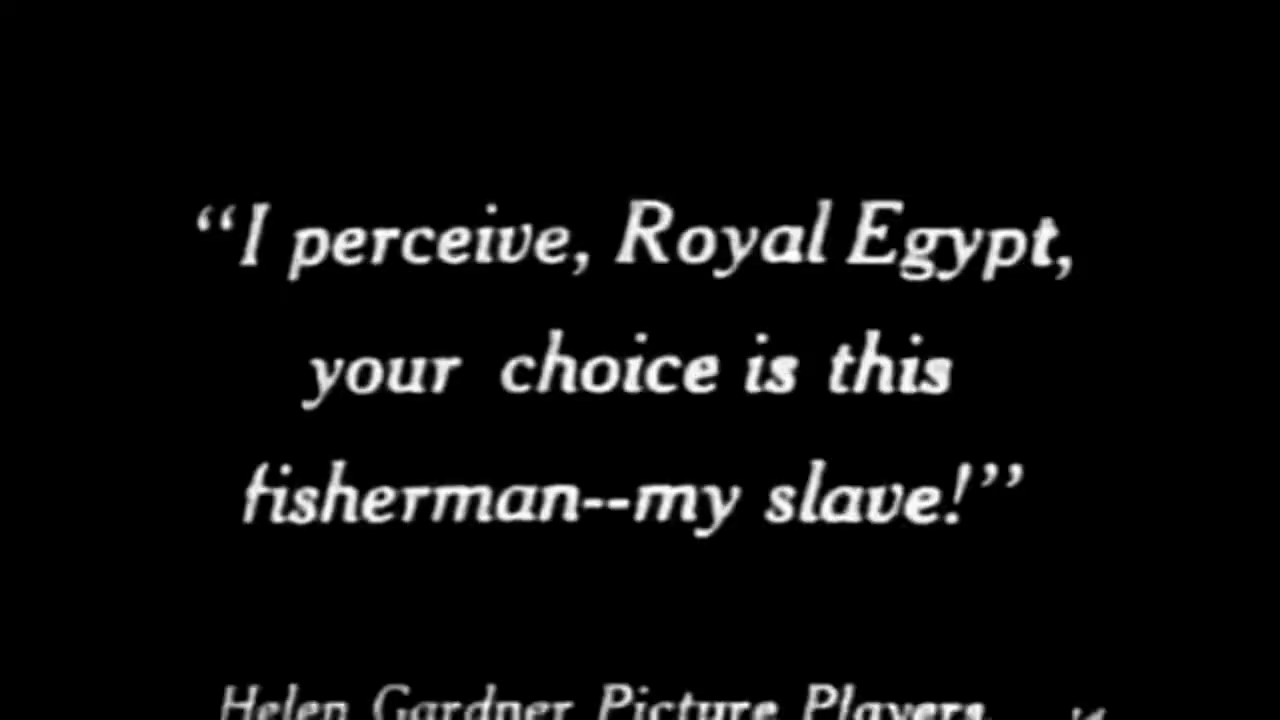 “I perceive, Royal Egypt,
your choice is this
fisherman--my slave!”
Helen Gardner Picture Players.